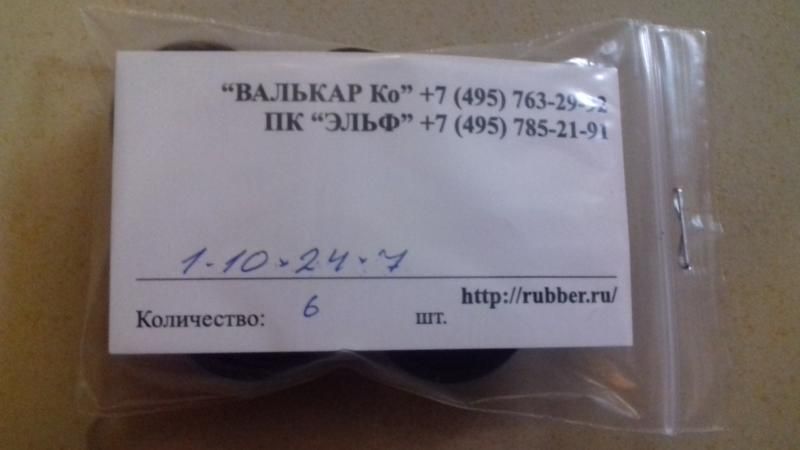 “ВАЛЬКАР Ко” +7 (495) 763-29-92
ПК “ЭЛЬФ” +7 (495) 785-21-91
1-10×24×7
http://rubber.ru/
Количество: 6 шт.